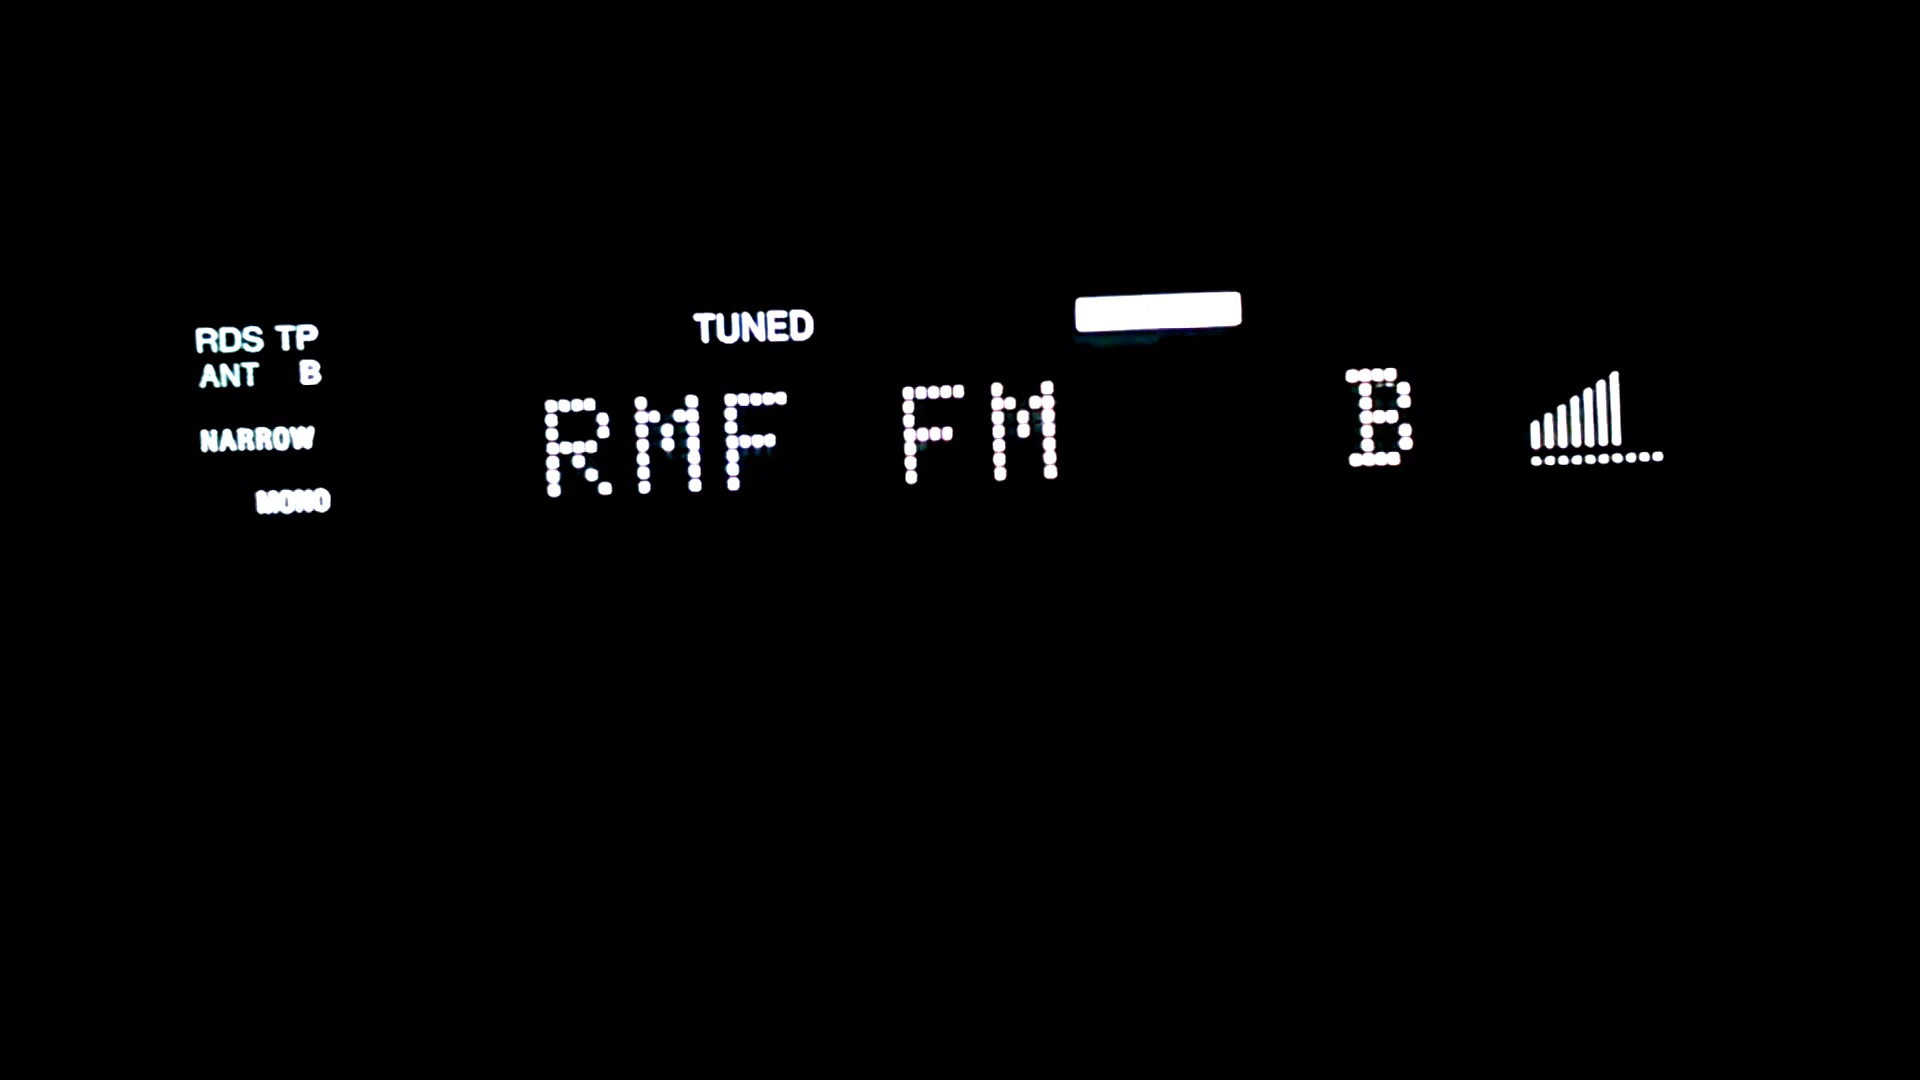 RDS TP
ANT B
NARROW
MONO
TUNED
RMF FM B